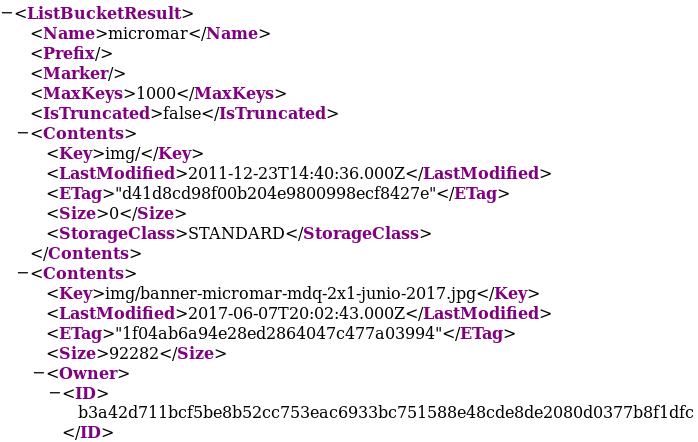 −<ListBucketResult>
<Name>micromar</Name>
<Prefix/>
<Marker/>
<MaxKeys>1000</MaxKeys>
<IsTruncated>false</IsTruncated>
−<Contents>
<Key>img/</Key>
<LastModified>2011-12-23T14:40:36.000Z</LastModified>
<ETag>"d41d8cd98f00b204e9800998ecf8427e"</ETag>
<Size>0</Size>
<StorageClass>STANDARD</StorageClass>
</Contents>
−<Contents>
<Key>img/banner-micromar-mdq-2x1-junio-2017.jpg</Key>
<LastModified>2017-06-07T20:02:43.000Z</LastModified>
<ETag>"1f04ab6a94e28ed2864047c477a03994"</ETag>
<Size>92282</Size>
−<Owner>
−<ID>
b3a42d711bcf5be8b52cc753eac6933bc751588e48cde8de2080d0377b8f1dfc
</ID>